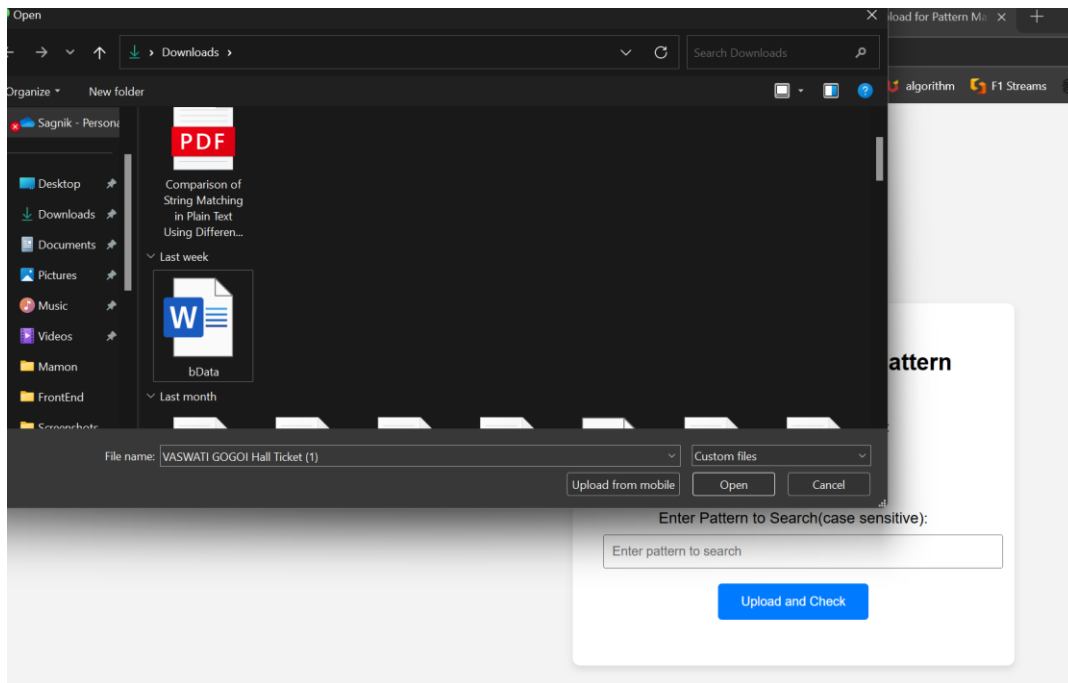 Open
load for Pattern Ma
Downloads
Search Downloads
Organize
New folder
algorithm
F1 Streams
Sagnik - Persona
PDF
Desktop
Downloads
Documents
Pictures
Music
Videos
Mamon
FrontEnd
Screenshots
Comparison of
String Matching
in Plain Text
Using Differen...
Last week
W
bData
Last month
File name:
VASWATI GOGOI Hall Ticket (1)
Custom files
Upload from mobile
Open
Cancel
attern
Enter Pattern to Search(case sensitive):
Enter pattern to search
Upload and Check